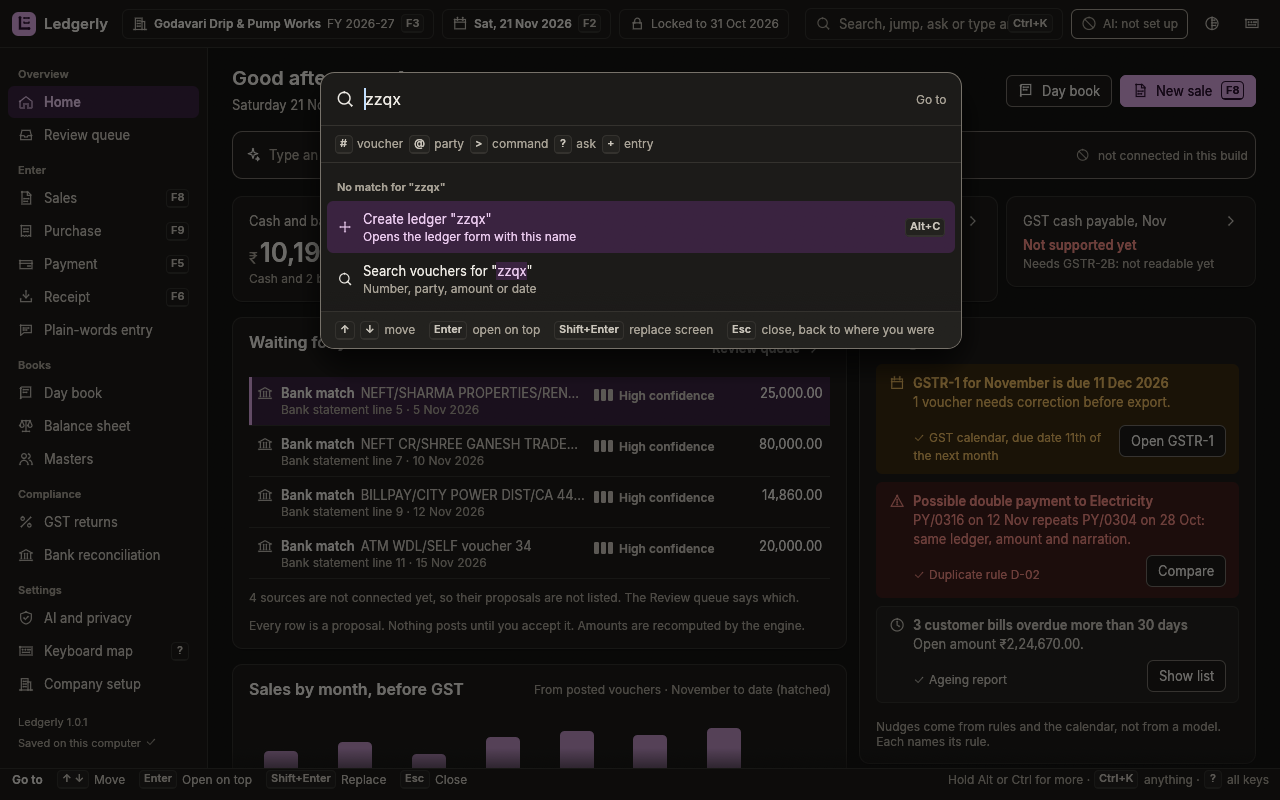 Ledgerly
Godavari Drip & Pump Works FY 2026-27 F3
Sat, 21 Nov 2026 F2
Locked to 31 Oct 2026
Search, jump, ask or type a Ctrl+K
AI: not set up
Overview
Home
Review queue
Enter
Sales F8
Purchase F9
Payment F5
Receipt F6
Plain-words entry
Books
Day book
Balance sheet
Masters
Compliance
GST returns
Bank reconciliation
Settings
AI and privacy
Keyboard map ?
Company setup
Ledgerly 1.0.1
Saved on this computer
Good
Day book
New sale F8
Saturday 21
Type an
not connected in this build
zzqx
Go to
# voucher @ party > command ? ask + entry
No match for "zzqx"
Create ledger "zzqx"
Opens the ledger form with this name
Alt+C
Search vouchers for "zzqx"
Number, party, amount or date
↑ ↓ move Enter open on top Shift+Enter replace screen Esc close, back to where you were
Cash and
₹10,19
Cash and 2
GST cash payable, Nov
Not supported yet
Needs GSTR-2B: not readable yet
Waiting
Review queue
Bank match NEFT/SHARMA PROPERTIES/REN... High confidence 25,000.00
Bank statement line 5 · 5 Nov 2026
Bank match NEFT CR/SHREE GANESH TRADE... High confidence 80,000.00
Bank statement line 7 · 10 Nov 2026
Bank match BILLPAY/CITY POWER DIST/CA 44... High confidence 14,860.00
Bank statement line 9 · 12 Nov 2026
Bank match ATM WDL/SELF voucher 34 High confidence 20,000.00
Bank statement line 11 · 15 Nov 2026
4 sources are not connected yet, so their proposals are not listed. The Review queue says which.
Every row is a proposal. Nothing posts until you accept it. Amounts are recomputed by the engine.
GSTR-1 for November is due 11 Dec 2026
1 voucher needs correction before export.
✓ GST calendar, due date 11th of
the next month
Open GSTR-1
Possible double payment to Electricity
PY/0316 on 12 Nov repeats PY/0304 on 28 Oct:
same ledger, amount and narration.
✓ Duplicate rule D-02
Compare
3 customer bills overdue more than 30 days
Open amount ₹2,24,670.00.
✓ Ageing report
Show list
Nudges come from rules and the calendar, not from a model.
Each names its rule.
Sales by month, before GST
From posted vouchers · November to date (hatched)
Go to ↑ ↓ Move Enter Open on top Shift+Enter Replace Esc Close
Hold Alt or Ctrl for more · Ctrl+K anything · ? all keys